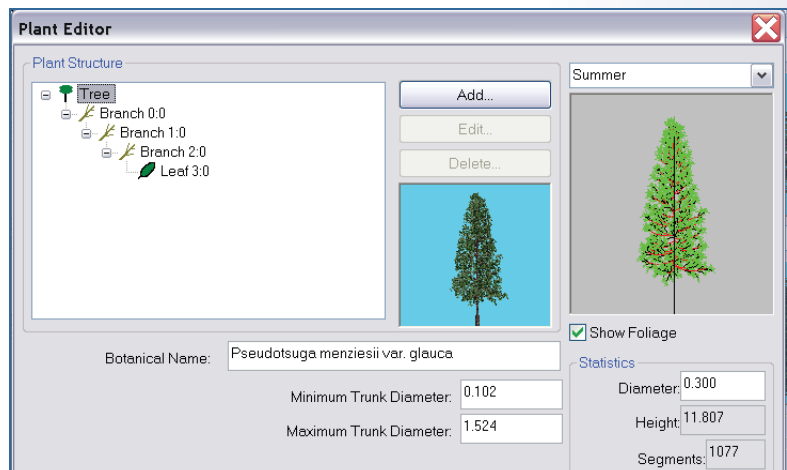 Plant Editor
Plant Structure
Tree
Branch 0:0
Branch 1:0
Branch 2:0
Leaf 3:0
Add...
Edit...
Delete...
Summer
Show Foliage
Botanical Name: Pseudotsuga menziesii var. glauca
Minimum Trunk Diameter: 0.102
Maximum Trunk Diameter: 1.524
Statistics
Diameter: 0.300
Height: 11.807
Segments: 1077